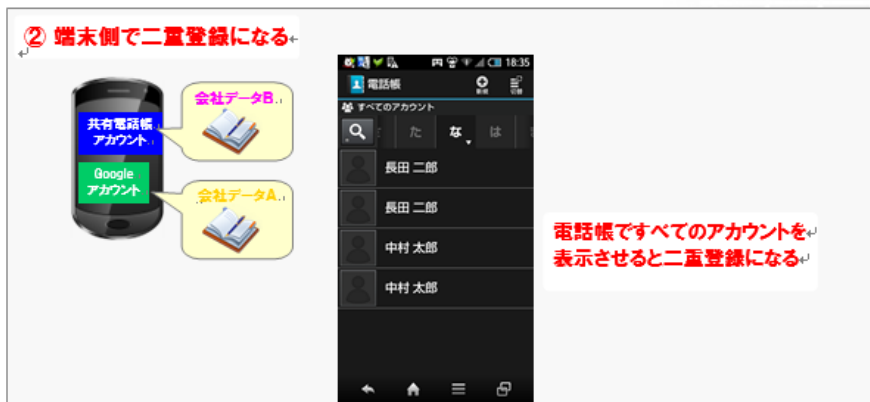 ② 端末側で二重登録になる
会社データB
共有電話帳
アカウント
Google
アカウント
会社データA
18:35
電話帳
新規
切替
すべてのアカウント
た
な
は
長田 二郎
長田 二郎
中村 太郎
中村 太郎
電話帳ですべてのアカウントを
表示させると二重登録になる